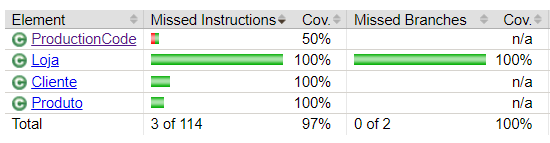 Element Missed Instructions Cov. Missed Branches Cov.
ProductionCode 50% n/a
Loja 100% 100%
Cliente 100% n/a
Produto 100% n/a
Total 3 of 114 97% 0 of 2 100%